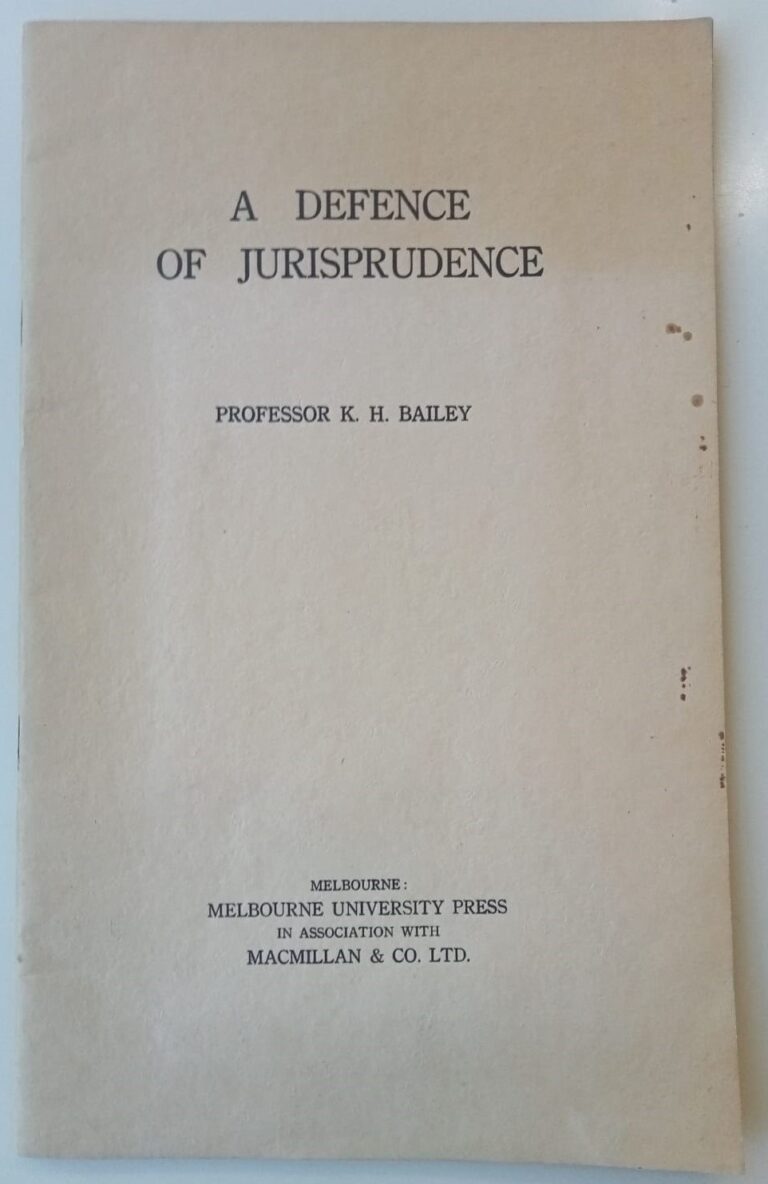 A DEFENCE
OF JURISPRUDENCE
PROFESSOR K. H. BAILEY
MELBOURNE:
MELBOURNE UNIVERSITY PRESS
IN ASSOCIATION WITH
MACMILLAN & CO. LTD.